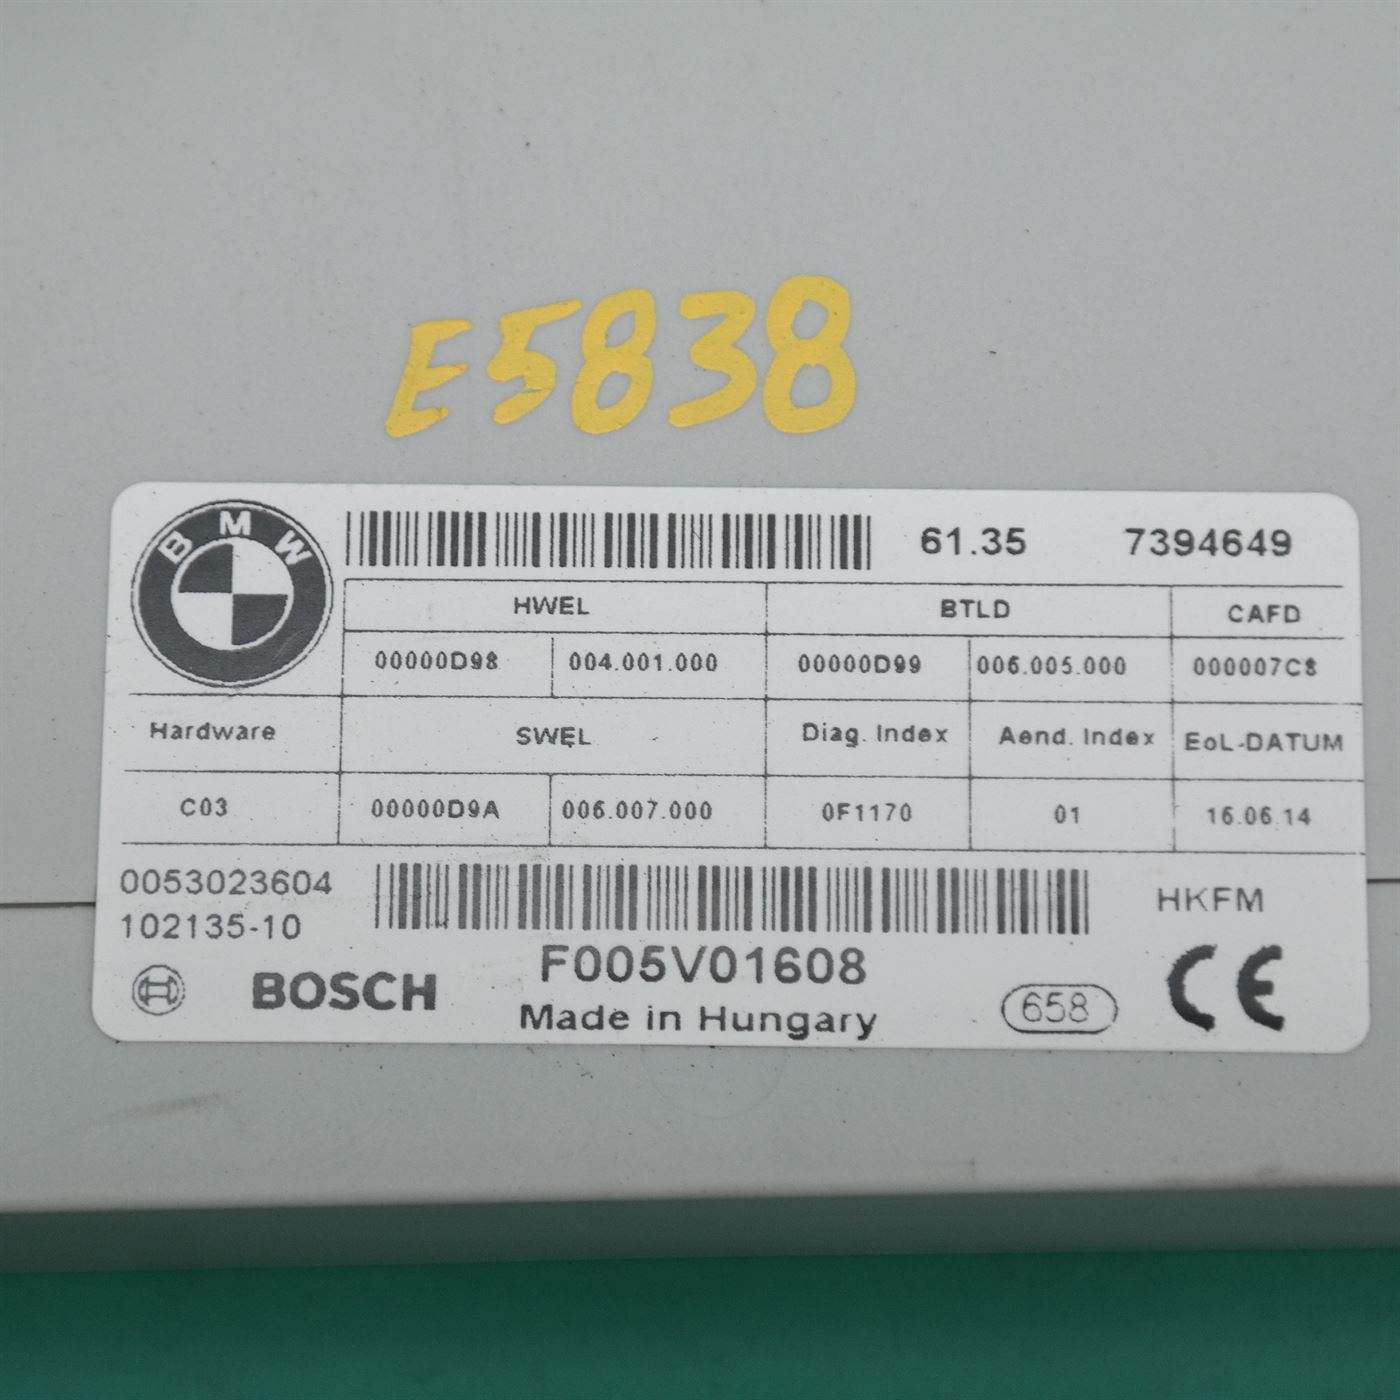 E5838
BMW
61.35 7394649
HWEL BTLD CAFD
00000D98 004.001.000 00000D99 006.005.000 000007C8
Hardware SWEL Diag. Index Aend. Index EoL-DATUM
C03 00000D9A 006.007.000 0F1170 01 16.06.14
0053023604
102135-10
HKFM
F005V01608
BOSCH
Made in Hungary
658
CE